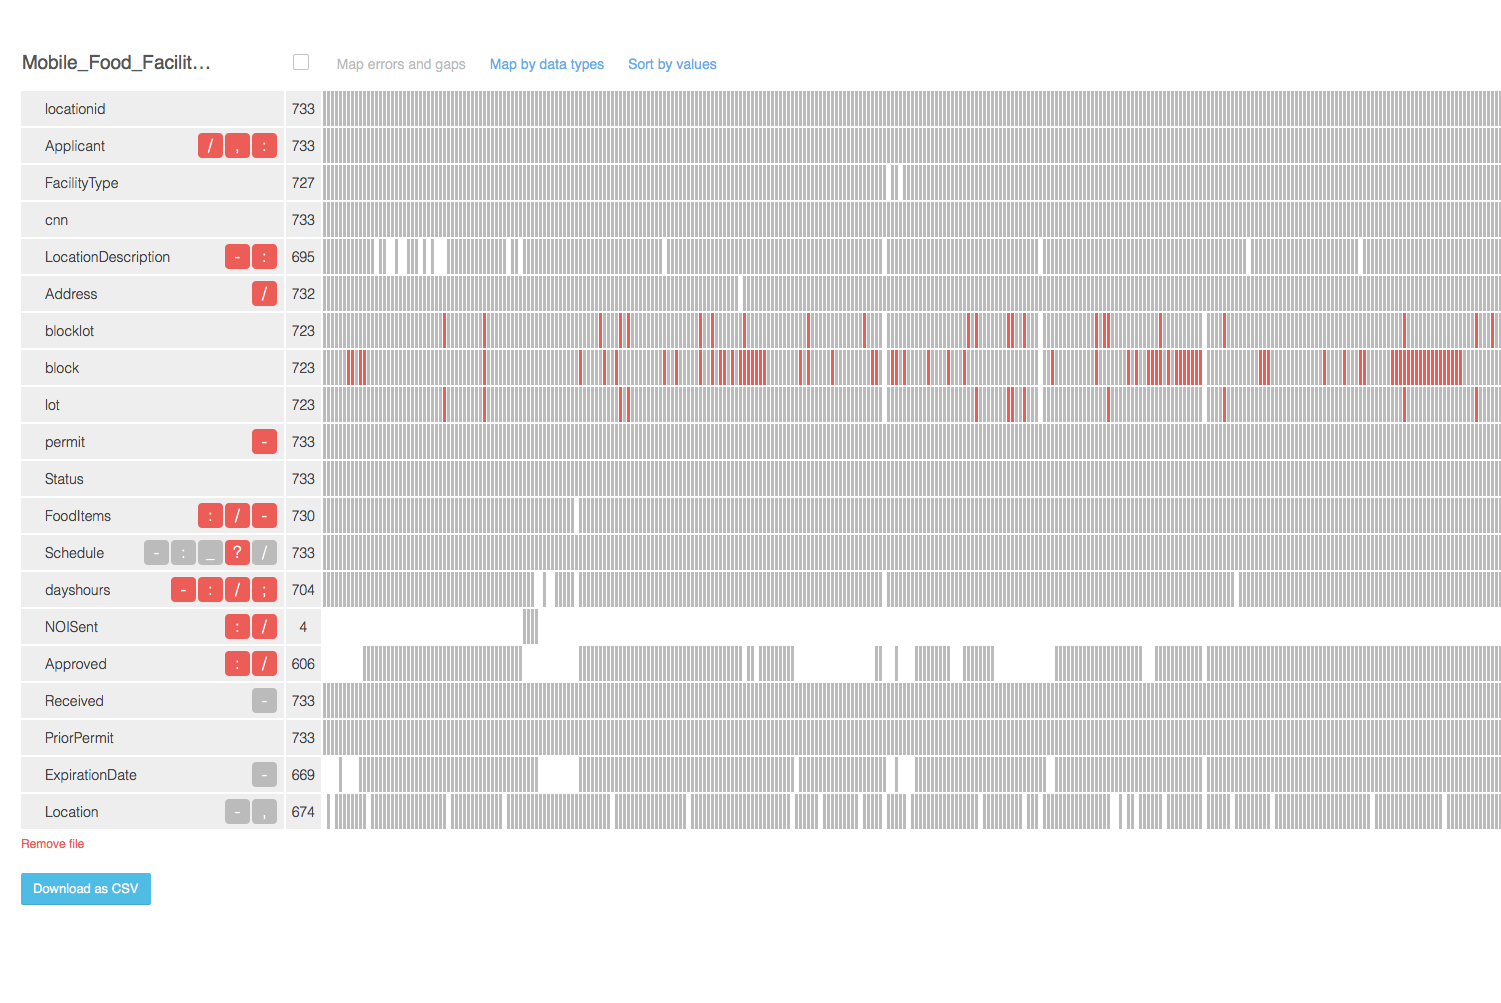 Mobile_Food_Facilit... Map errors and gaps Map by data types Sort by values
locationid 733
Applicant / , : 733
FacilityType 727
cnn 733
LocationDescription - : 695
Address / 732
blocklot 723
block 723
lot 723
permit - 733
Status 733
FoodItems : / - 730
Schedule - : _ ? / 733
dayshours - : / ; 704
NOISent : / 4
Approved : / 606
Received - 733
PriorPermit 733
ExpirationDate - 669
Location - , 674
Remove file
Download as CSV